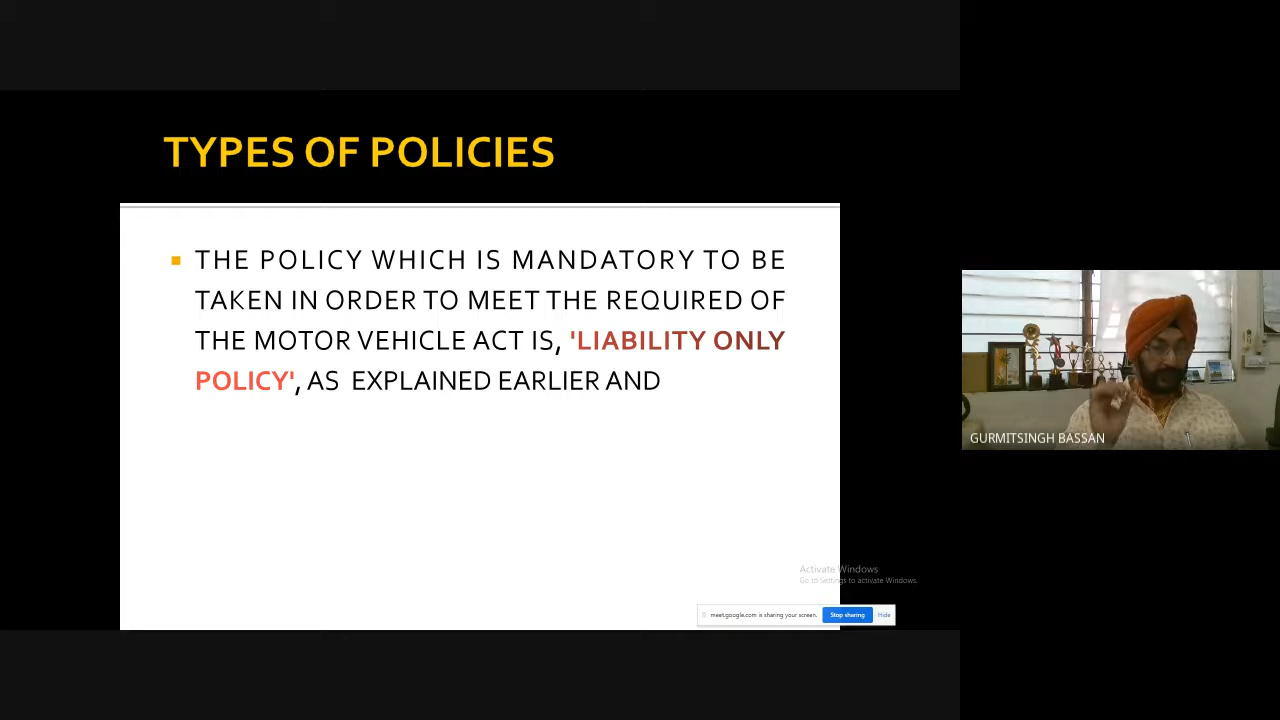 TYPES OF POLICIES
THE POLICY WHICH IS MANDATORY TO BE
TAKEN IN ORDER TO MEET THE REQUIRED OF
THE MOTOR VEHICLE ACT IS, 'LIABILITY ONLY
POLICY', AS EXPLAINED EARLIER AND
GURMITSINGH BASSAN
Activate Windows
Go to Settings to activate Windows.
meet.google.com is sharing your screen.
Stop sharing
Hide